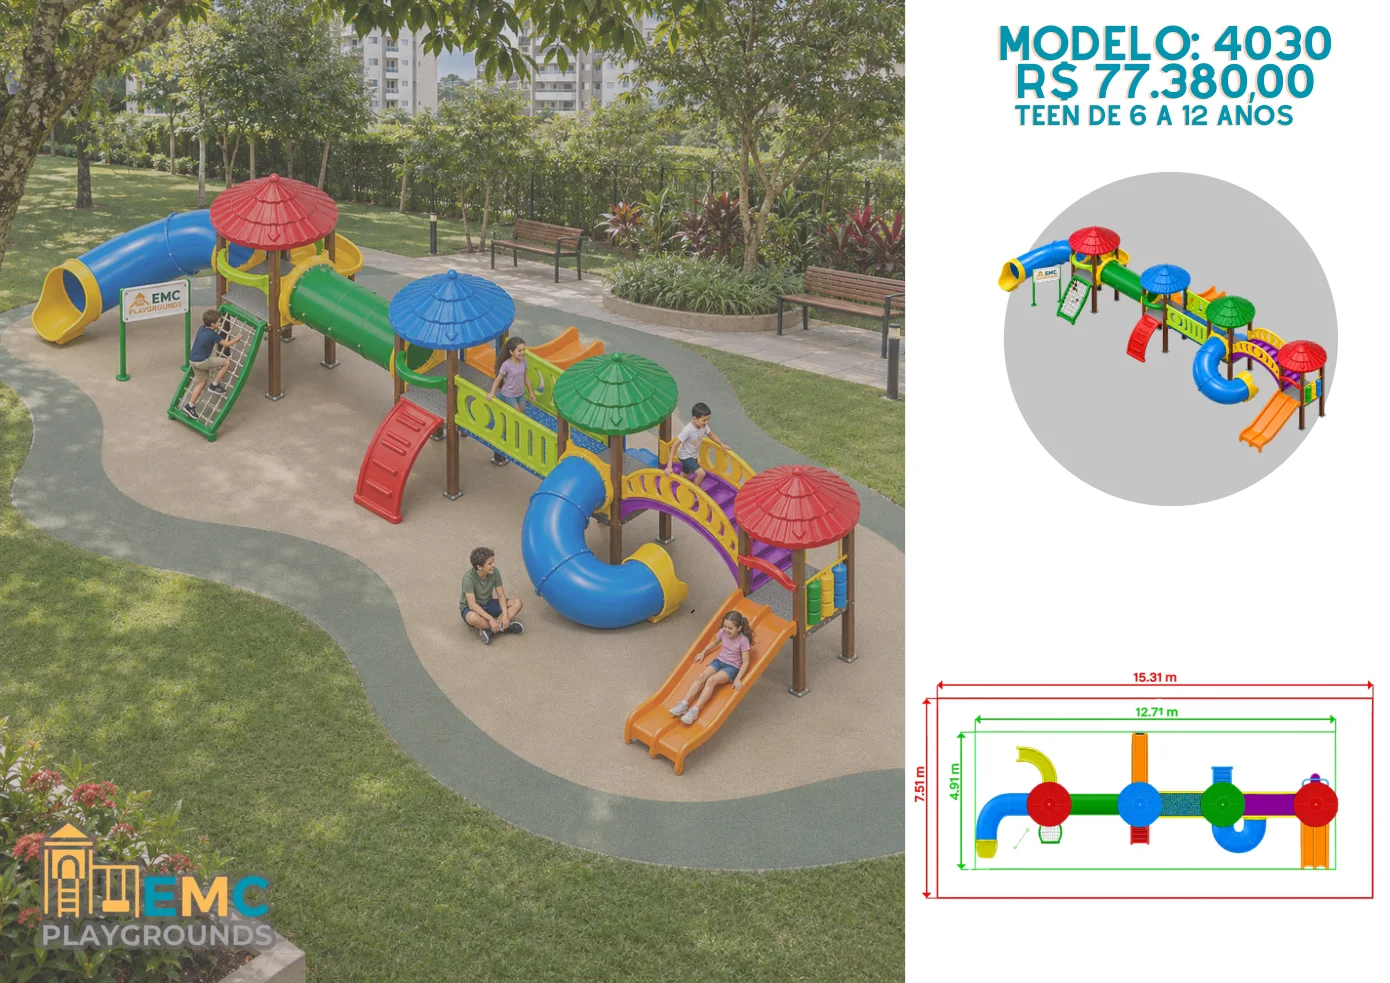 MODELO: 4030
R$ 77.380,00
TEEN DE 6 A 12 ANOS
EMC
PLAYGROUNDS
EMC
PLAYGROUNDS
EMC
15.31 m
12.71 m
7.51 m
4.91 m